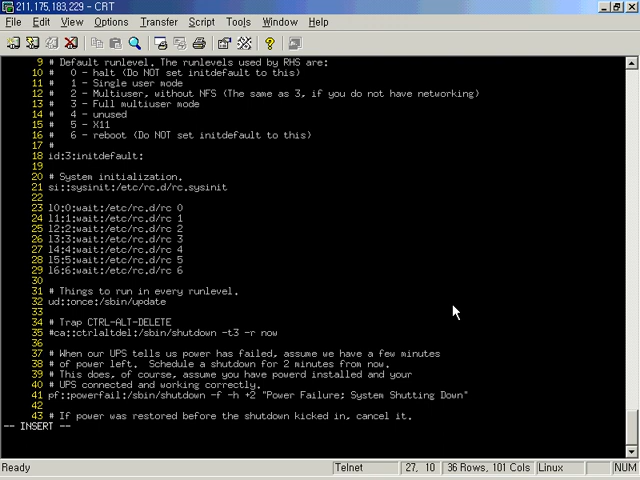 211,175,183,229 - CRT
File Edit View Options Transfer Script Tools Window Help
9 # Default runlevel. The runlevels used by RHS are:
10 #   0 - halt (Do NOT set initdefault to this)
11 #   1 - Single user mode
12 #   2 - Multiuser, without NFS (The same as 3, if you do not have networking)
13 #   3 - Full multiuser mode
14 #   4 - unused
15 #   5 - X11
16 #   6 - reboot (Do NOT set initdefault to this)
17 #
18 id:3:initdefault:
19
20 # System initialization.
21 si::sysinit:/etc/rc.d/rc.sysinit
22
23 l0:0:wait:/etc/rc.d/rc 0
24 l1:1:wait:/etc/rc.d/rc 1
25 l2:2:wait:/etc/rc.d/rc 2
26 l3:3:wait:/etc/rc.d/rc 3
27 l4:4:wait:/etc/rc.d/rc 4
28 l5:5:wait:/etc/rc.d/rc 5
29 l6:6:wait:/etc/rc.d/rc 6
30
31 # Things to run in every runlevel.
32 ud::once:/sbin/update
33
34 # Trap CTRL-ALT-DELETE
35 #ca::ctrlaltdel:/sbin/shutdown -t3 -r now
36
37 # When our UPS tells us power has failed, assume we have a few minutes
38 # of power left.  Schedule a shutdown for 2 minutes from now.
39 # This does, of course, assume you have powerd installed and your
40 # UPS connected and working correctly.
41 pf::powerfail:/sbin/shutdown -f -h +2 "Power Failure; System Shutting Down"
42
43 # If power was restored before the shutdown kicked in, cancel it.
-- INSERT --
Ready Telnet 27, 10 36 Rows, 101 Cols Linux NUM